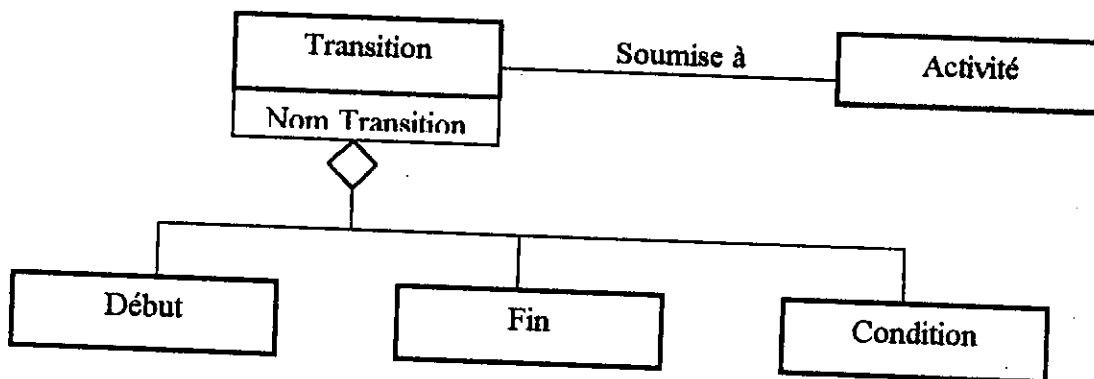 Transition
Soumise à
Activité
Nom Transition
Début
Fin
Condition